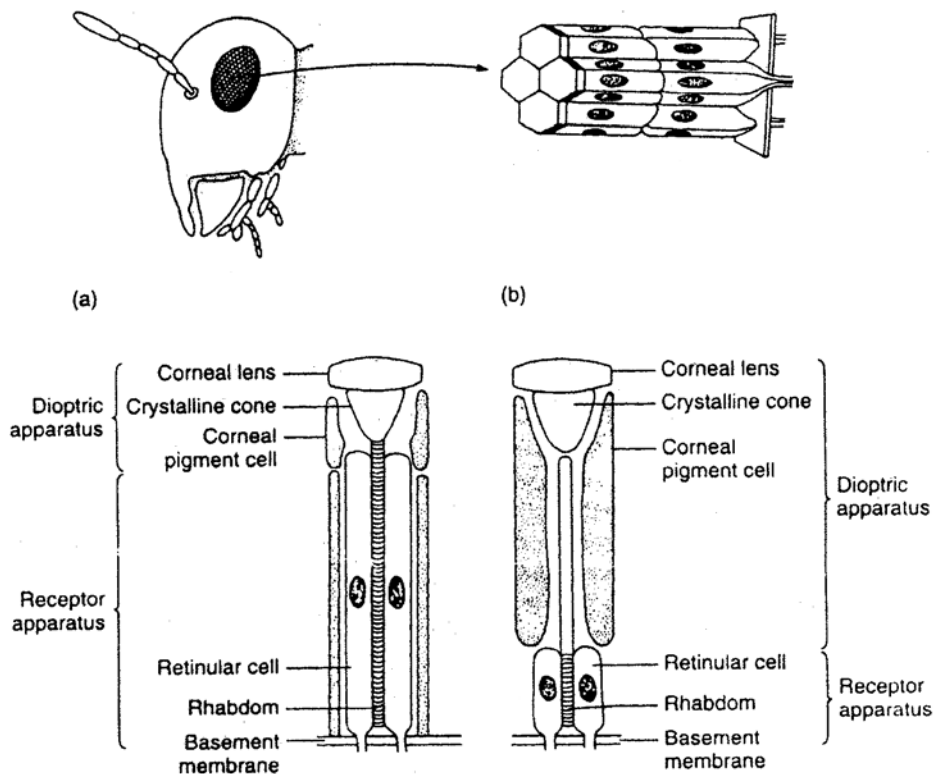 (a)
(b)
Corneal lens
Crystalline cone
Corneal
pigment cell
Dioptric
apparatus
Receptor
apparatus
Retinular cell
Rhabdom
Basement
membrane
Corneal lens
Crystalline cone
Corneal
pigment cell
Dioptric
apparatus
Retinular cell
Rhabdom
Receptor
apparatus
Basement
membrane